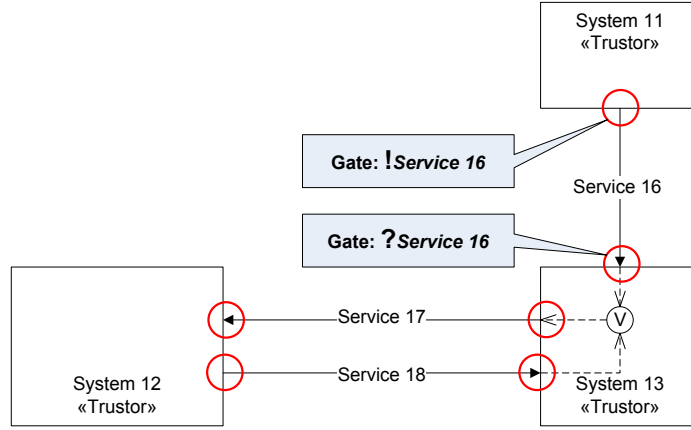 System 11
«Trustor»
Gate: !Service 16
Service 16
Gate: ?Service 16
Service 17
V
Service 18
System 12
«Trustor»
System 13
«Trustor»